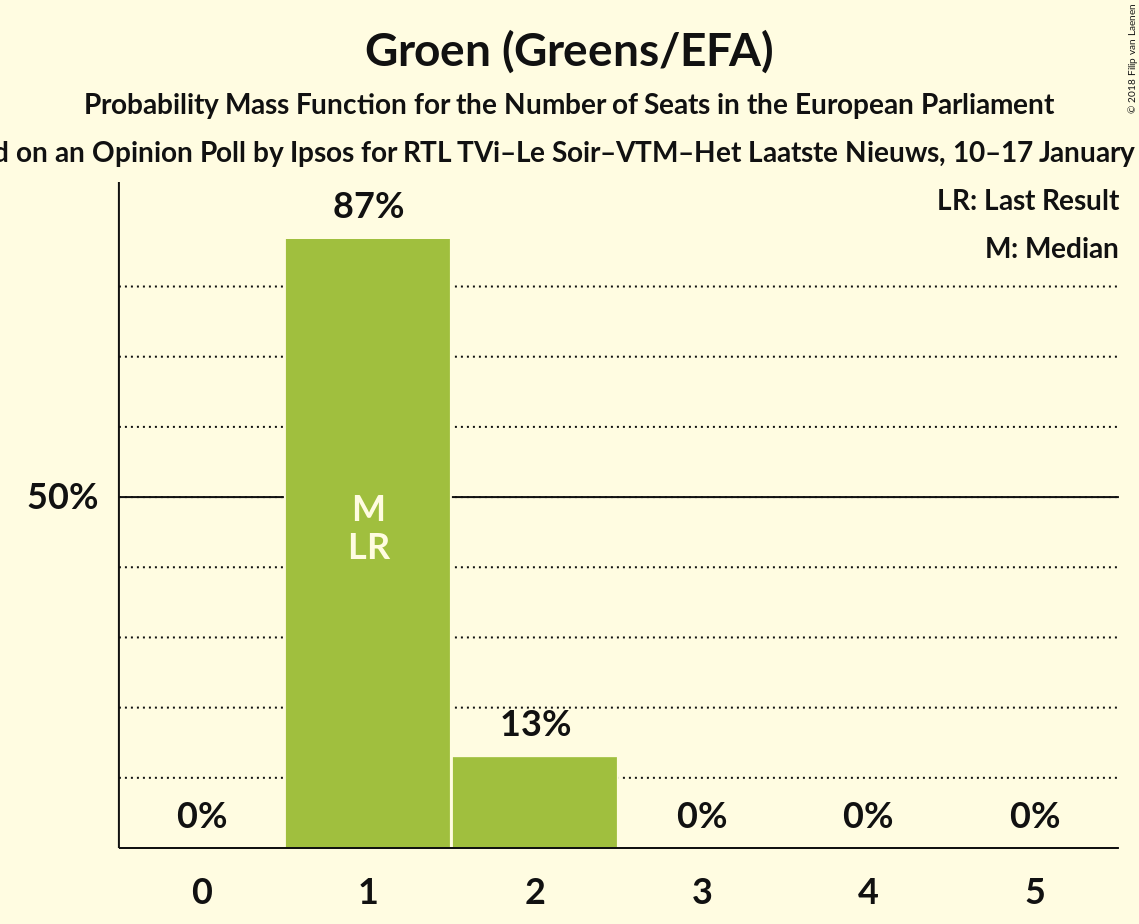 Groen (Greens/EFA)
Probability Mass Function for the Number of Seats in the European Parliament
on an Opinion Poll by Ipsos for RTL TVi–Le Soir–VTM–Het Laatste Nieuws, 10–17 January
© 2018 Filip van Laenen
LR: Last Result
M: Median
87%
50%
M
LR
13%
0%
0%
0%
0%
0 1 2 3 4 5